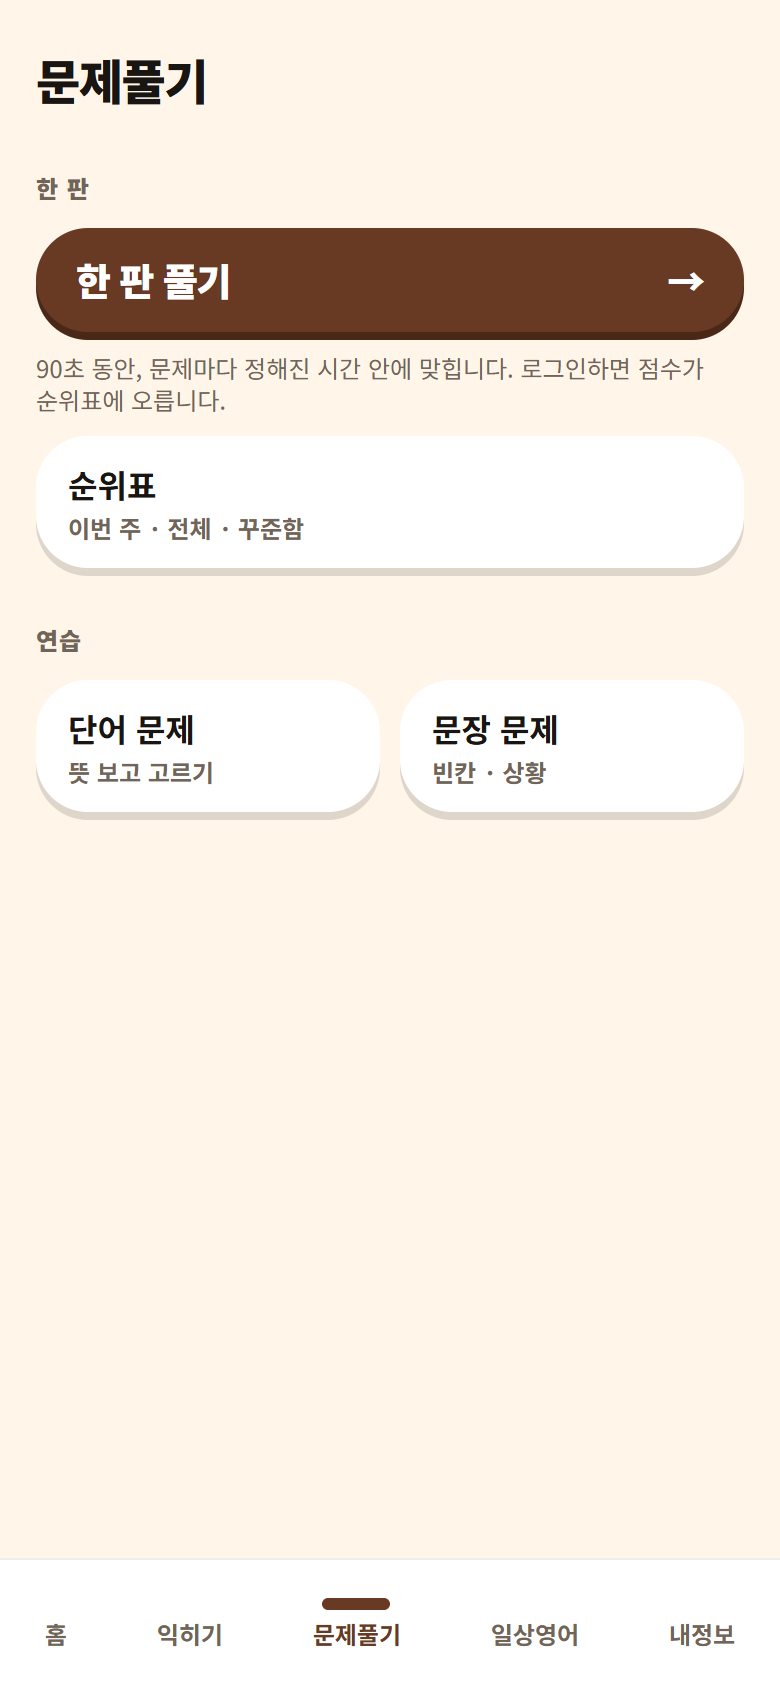 문제풀기
한 판
한 판 풀기 →
90초 동안, 문제마다 정해진 시간 안에 맞힙니다. 로그인하면 점수가
순위표에 오릅니다.
순위표
이번 주 · 전체 · 꾸준함
연습
단어 문제
뜻 보고 고르기
문장 문제
빈칸 · 상황
홈 익히기 문제풀기 일상영어 내정보